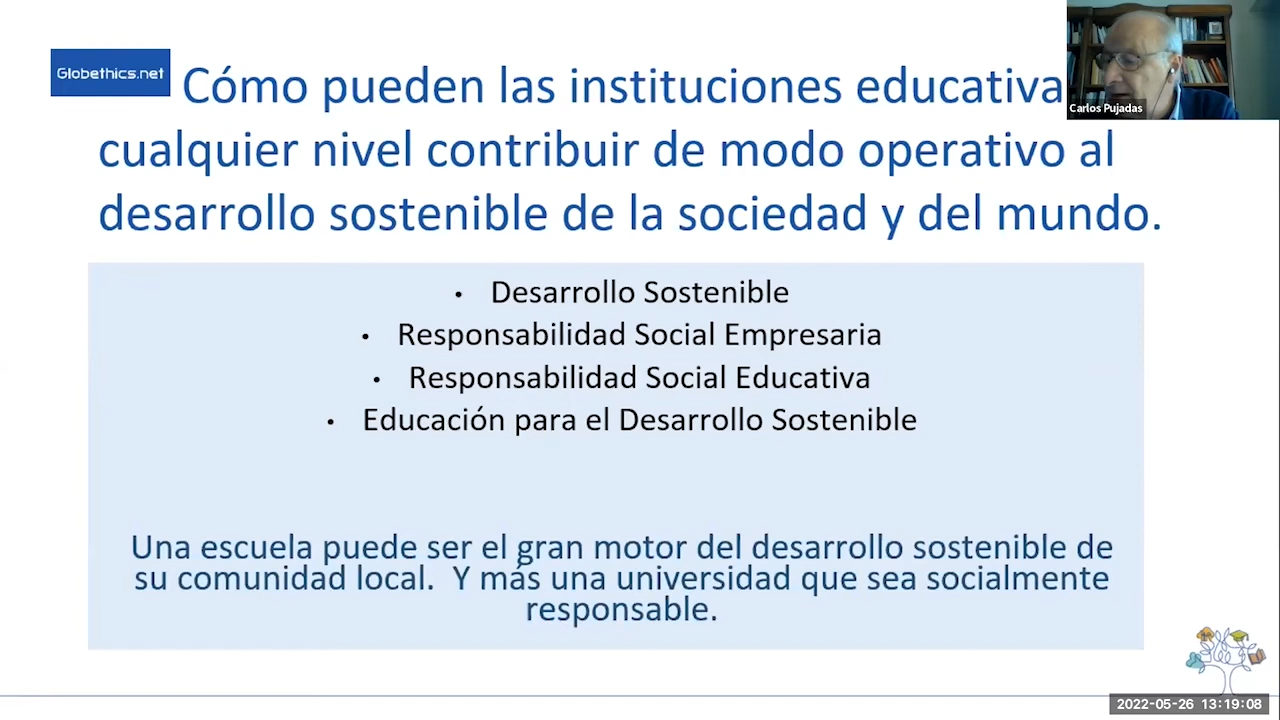 Globethics.net
Cómo pueden las instituciones educativa
cualquier nivel contribuir de modo operativo al
desarrollo sostenible de la sociedad y del mundo.
Carlos Pujadas
• Desarrollo Sostenible
• Responsabilidad Social Empresaria
• Responsabilidad Social Educativa
• Educación para el Desarrollo Sostenible
Una escuela puede ser el gran motor del desarrollo sostenible de
su comunidad local. Y más una universidad que sea socialmente
responsable.
2022-05-26 13:19:08